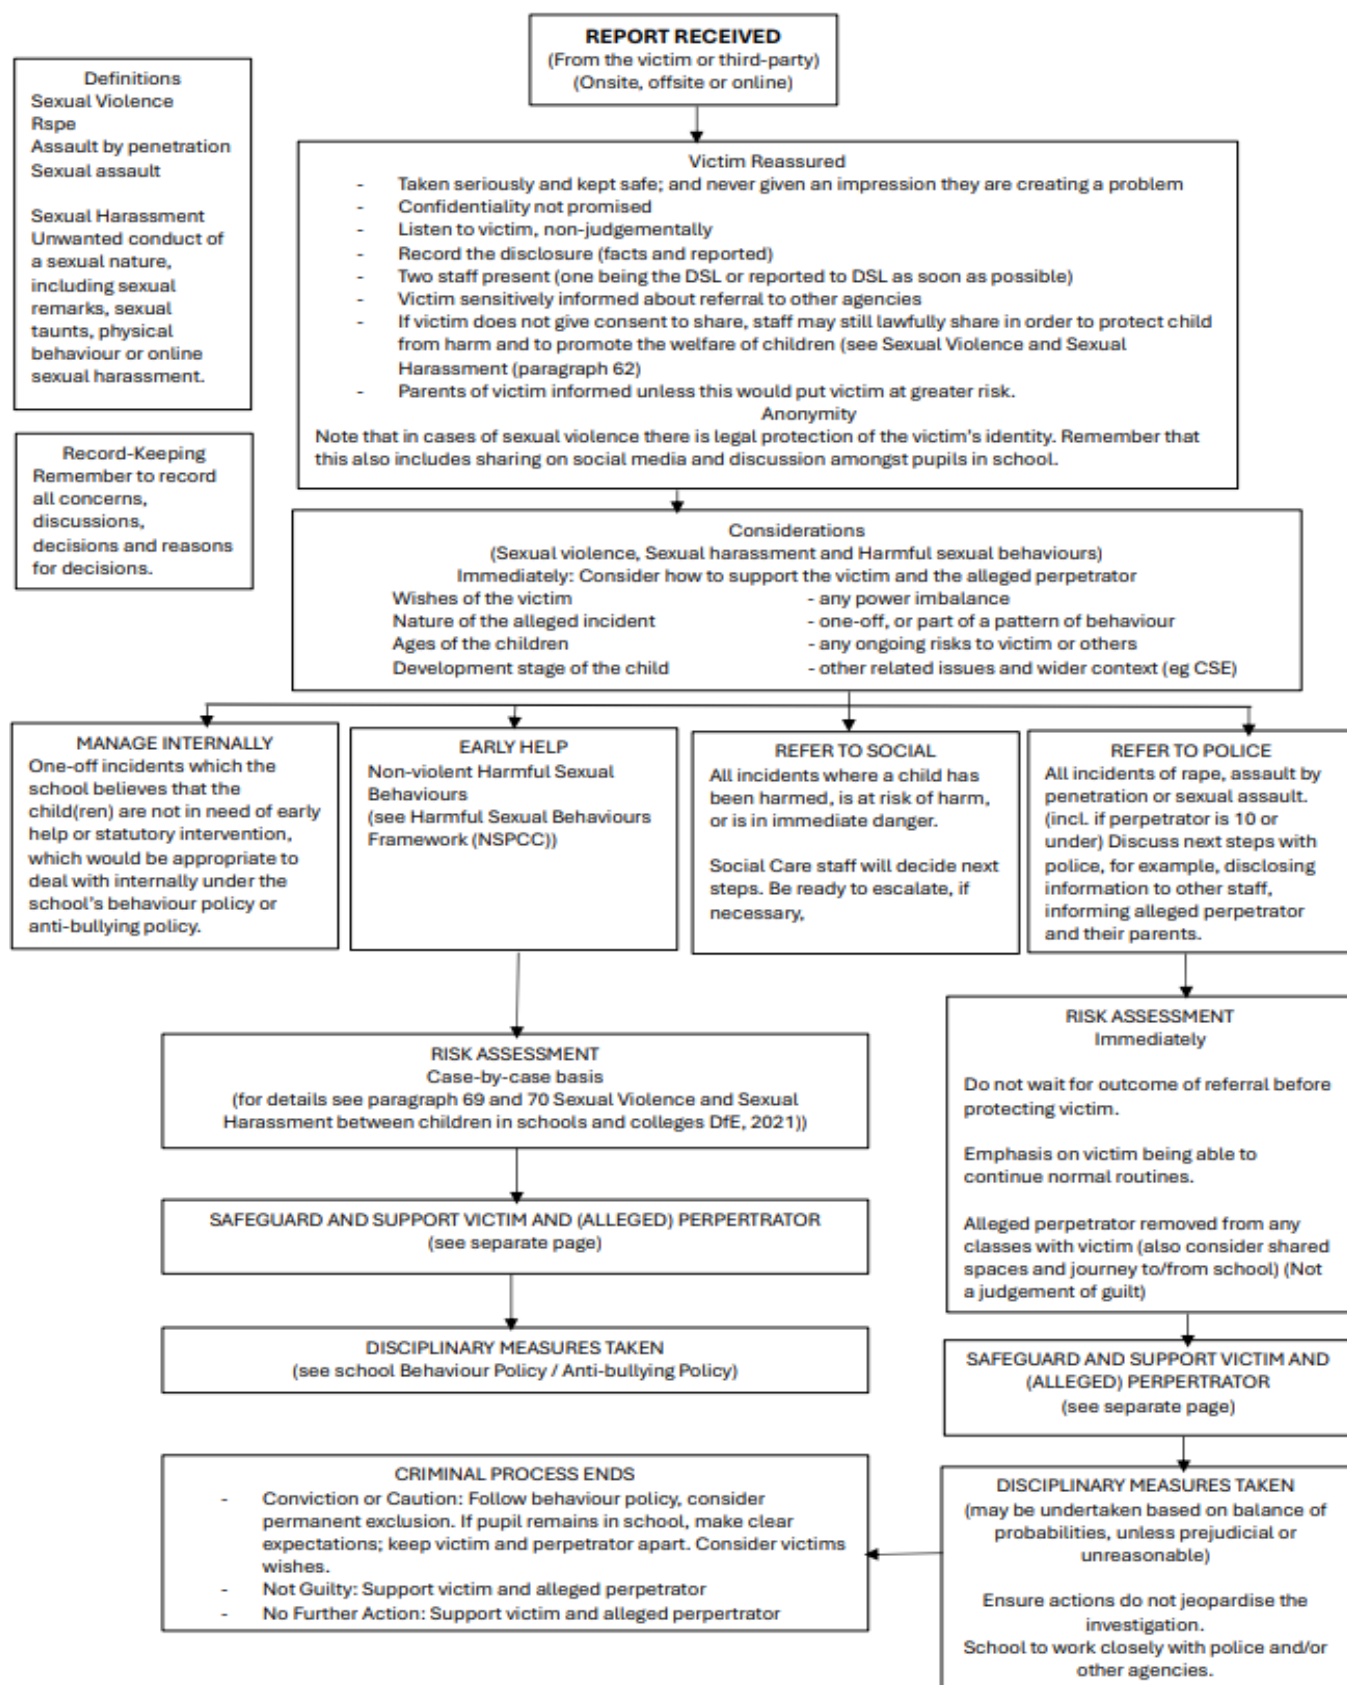 REPORT RECEIVED
(From the victim or third-party)
(Onsite, offsite or online)
Definitions
Sexual Violence
Rspe
Assault by penetration
Sexual assault
Sexual Harassment
Unwanted conduct of
a sexual nature,
including sexual
remarks, sexual
taunts, physical
behaviour or online
sexual harassment.
Victim Reassured
- Taken seriously and kept safe; and never given an impression they are creating a problem
- Confidentiality not promised
- Listen to victim, non-judgementally
- Record the disclosure (facts and reported)
- Two staff present (one being the DSL or reported to DSL as soon as possible)
- Victim sensitively informed about referral to other agencies
- If victim does not give consent to share, staff may still lawfully share in order to protect child
from harm and to promote the welfare of children (see Sexual Violence and Sexual
Harassment (paragraph 62)
- Parents of victim informed unless this would put victim at greater risk.
Anonymity
Note that in cases of sexual violence there is legal protection of the victim's identity. Remember that
this also includes sharing on social media and discussion amongst pupils in school.
Record-Keeping
Remember to record
all concerns,
discussions,
decisions and reasons
for decisions.
Considerations
(Sexual violence, Sexual harassment and Harmful sexual behaviours)
Immediately: Consider how to support the victim and the alleged perpetrator
Wishes of the victim - any power imbalance
Nature of the alleged incident - one-off, or part of a pattern of behaviour
Ages of the children - any ongoing risks to victim or others
Development stage of the child - other related issues and wider context (eg CSE)
MANAGE INTERNALLY
One-off incidents which the
school believes that the
child(ren) are not in need of early
help or statutory intervention,
which would be appropriate to
deal with internally under the
school's behaviour policy or
anti-bullying policy.
EARLY HELP
Non-violent Harmful Sexual
Behaviours
(see Harmful Sexual Behaviours
Framework (NSPCC))
REFER TO SOCIAL
All incidents where a child has
been harmed, is at risk of harm,
or is in immediate danger.
Social Care staff will decide next
steps. Be ready to escalate, if
necessary,
REFER TO POLICE
All incidents of rape, assault by
penetration or sexual assault.
(incl. if perpetrator is 10 or
under) Discuss next steps with
police, for example, disclosing
information to other staff,
informing alleged perpetrator
and their parents.
RISK ASSESSMENT
Case-by-case basis
(for details see paragraph 69 and 70 Sexual Violence and Sexual
Harassment between children in schools and colleges DfE, 2021))
SAFEGUARD AND SUPPORT VICTIM AND (ALLEGED) PERPERTRATOR
(see separate page)
DISCIPLINARY MEASURES TAKEN
(see school Behaviour Policy / Anti-bullying Policy)
RISK ASSESSMENT
Immediately
Do not wait for outcome of referral before
protecting victim.
Emphasis on victim being able to
continue normal routines.
Alleged perpetrator removed from any
classes with victim (also consider shared
spaces and journey to/from school) (Not
a judgement of guilt)
SAFEGUARD AND SUPPORT VICTIM AND
(ALLEGED) PERPERTRATOR
(see separate page)
DISCIPLINARY MEASURES TAKEN
(may be undertaken based on balance of
probabilities, unless prejudicial or
unreasonable)
Ensure actions do not jeopardise the
investigation.
School to work closely with police and/or
other agencies.
CRIMINAL PROCESS ENDS
- Conviction or Caution: Follow behaviour policy, consider
permanent exclusion. If pupil remains in school, make clear
expectations; keep victim and perpetrator apart. Consider victims
wishes.
- Not Guilty: Support victim and alleged perpetrator
- No Further Action: Support victim and alleged perpertrator